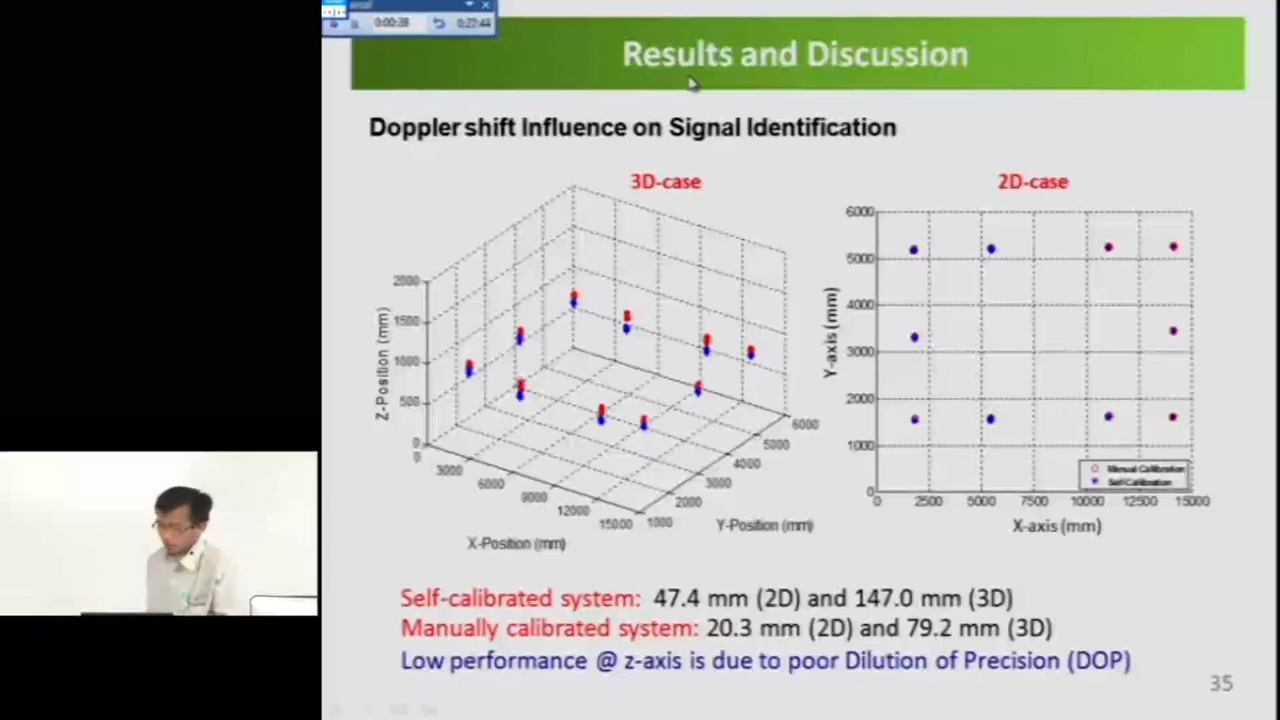 0:00:38
0:27:44
Results and Discussion
Doppler shift Influence on Signal Identification
3D-case
2000
1500
1000
500
0
Z-Position (mm)
0
3000
6000
9000
12000
15000
X-Position (mm)
1000
2000
3000
4000
5000
6000
Y-Position (mm)
2D-case
6000
5000
4000
3000
2000
1000
0
Y-axis (mm)
0
2500
5000
7500
10000
12500
15000
X-axis (mm)
Manual Calibration
Self-Calibration
Self-calibrated system: 47.4 mm (2D) and 147.0 mm (3D)
Manually calibrated system: 20.3 mm (2D) and 79.2 mm (3D)
Low performance @ z-axis is due to poor Dilution of Precision (DOP)
35